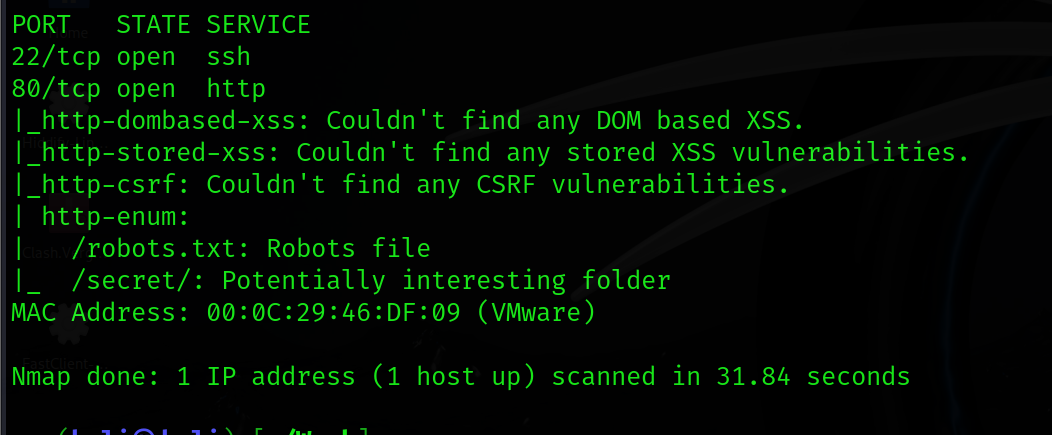 PORT   STATE SERVICE
22/tcp open  ssh
80/tcp open  http
|_http-dombased-xss: Couldn't find any DOM based XSS.
|_http-stored-xss: Couldn't find any stored XSS vulnerabilities.
|_http-csrf: Couldn't find any CSRF vulnerabilities.
| http-enum:
|   /robots.txt: Robots file
|_  /secret/: Potentially interesting folder
MAC Address: 00:0C:29:46:DF:09 (VMware)
Nmap done: 1 IP address (1 host up) scanned in 31.84 seconds